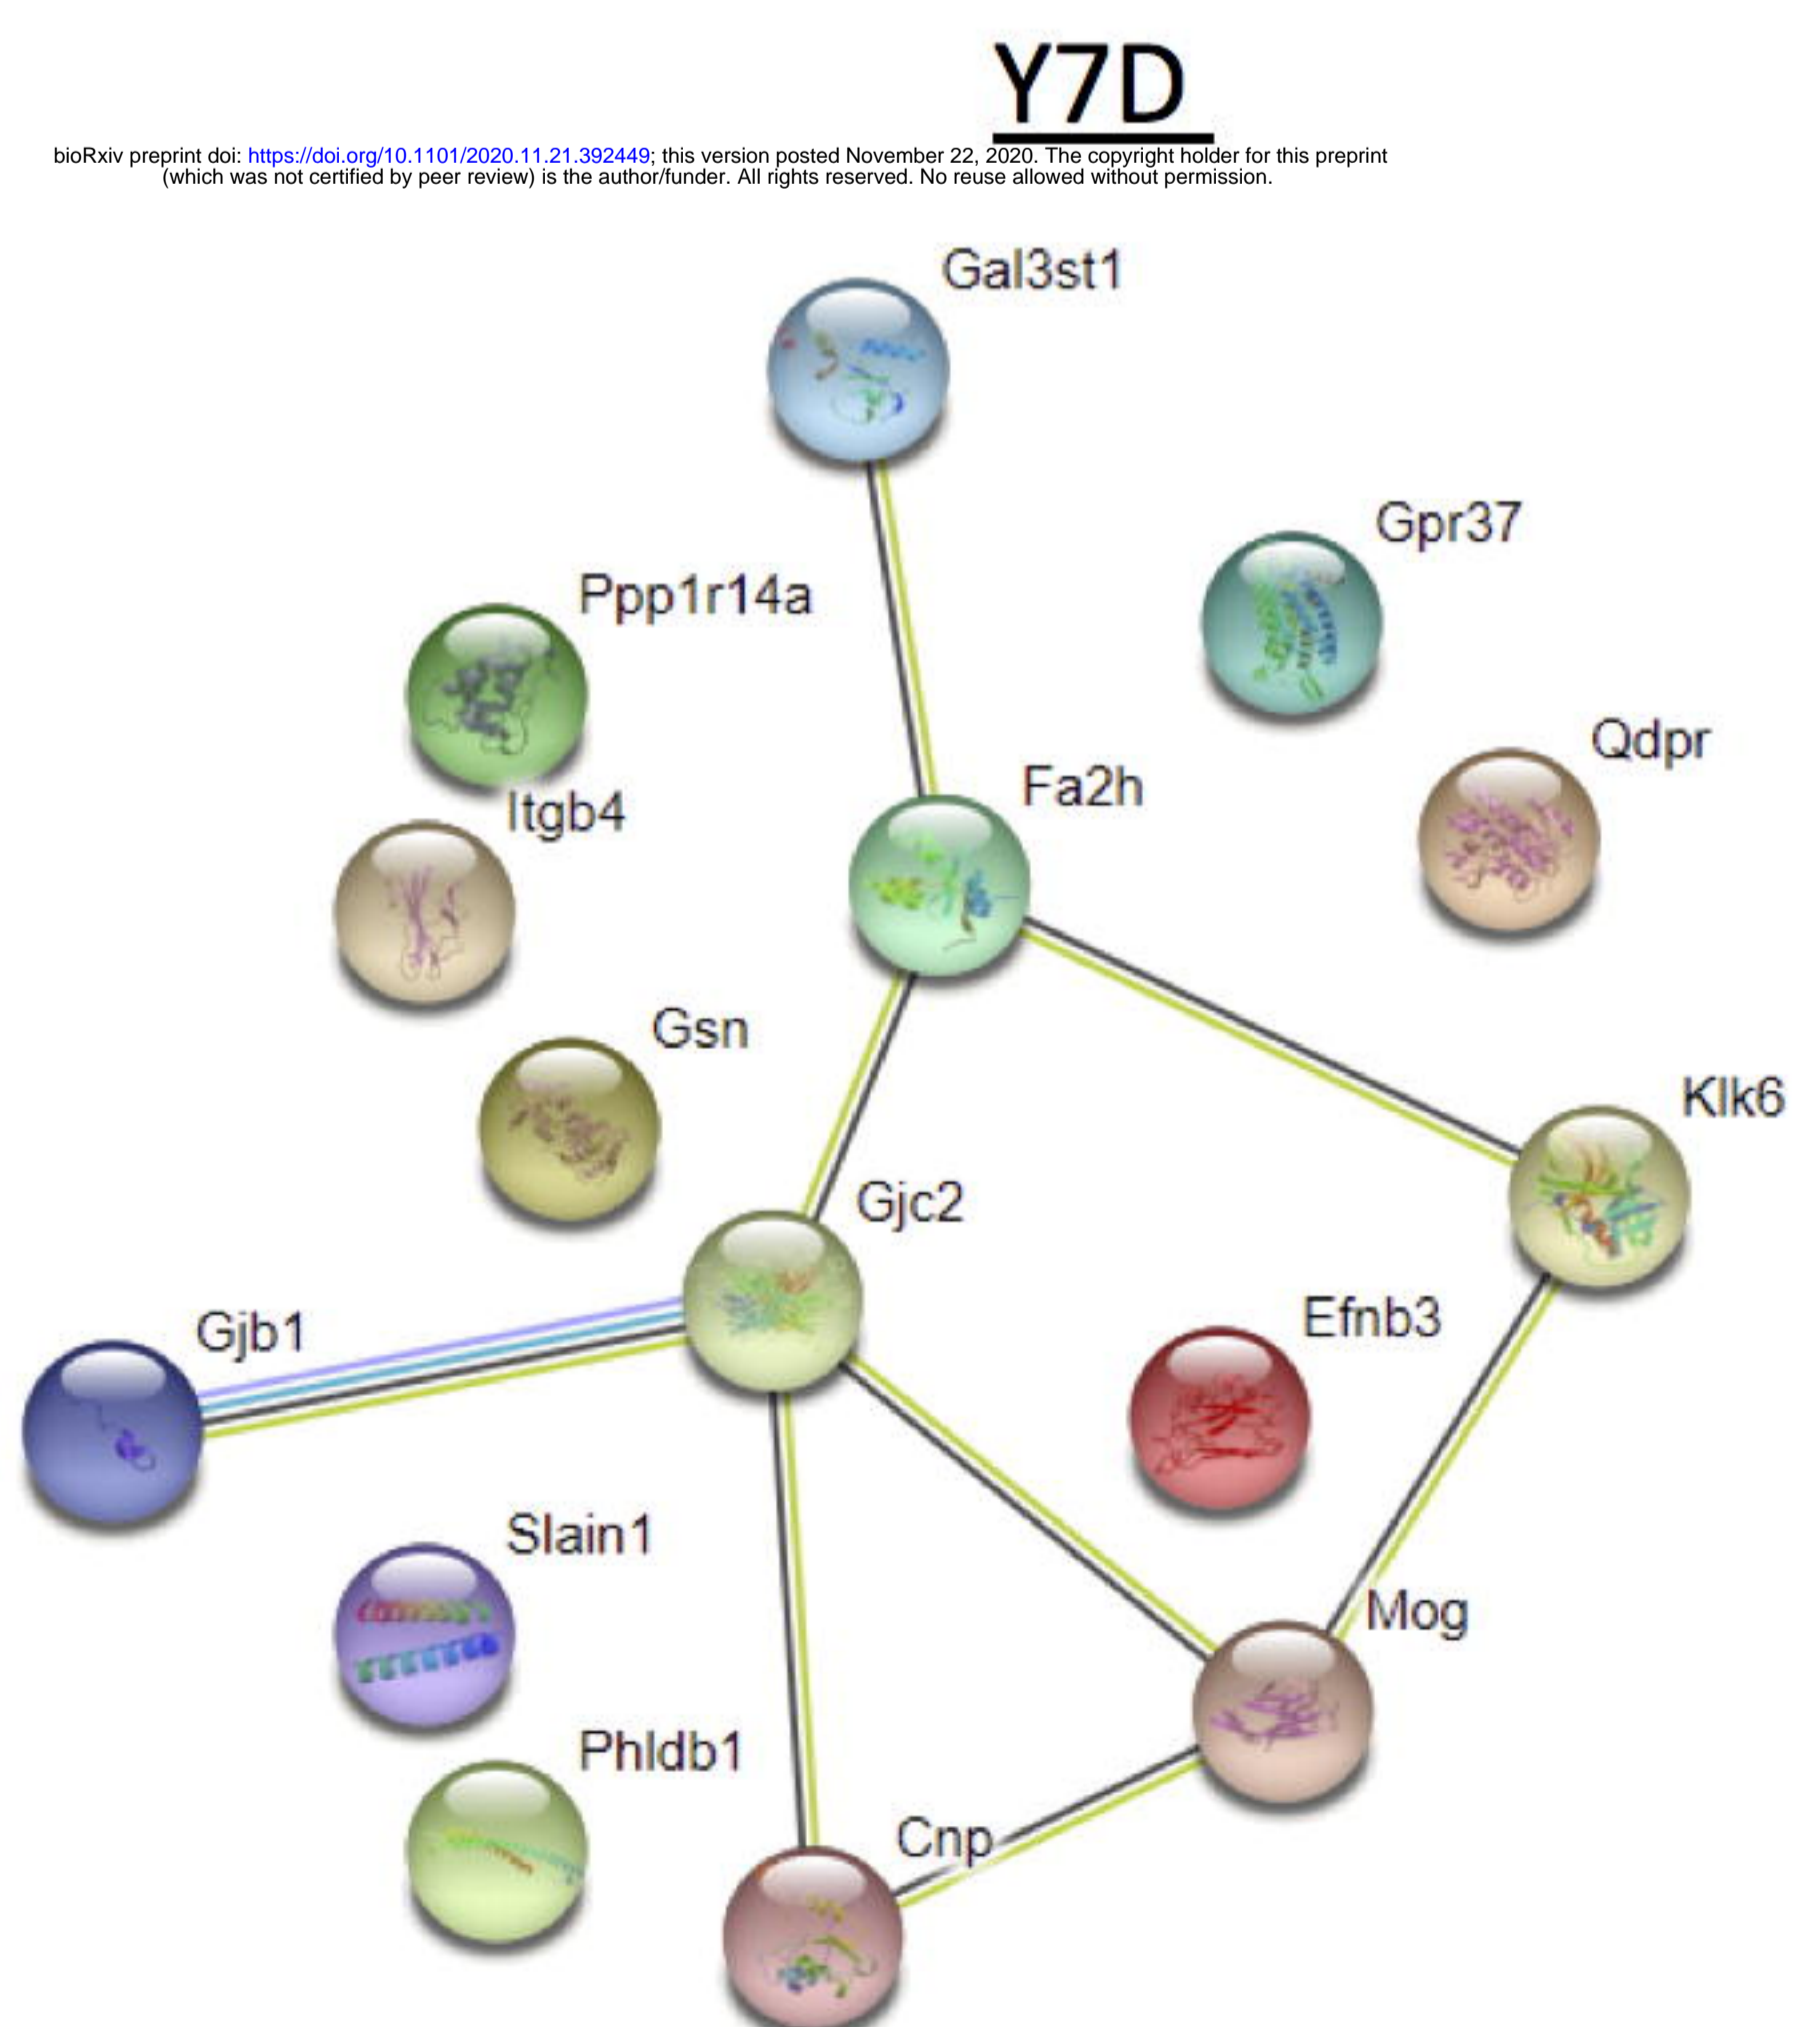 Y7D
bioRxiv preprint doi: https://doi.org/10.1101/2020.11.21.392449; this version posted November 22, 2020. The copyright holder for this preprint
(which was not certified by peer review) is the author/funder. All rights reserved. No reuse allowed without permission.
Gal3st1
Gpr37
Ppp1r14a
Qdpr
Fa2h
Itgb4
Gsn
Klk6
Gjc2
Efnb3
Gjb1
Slain1
Mog
Phldb1
Cnp